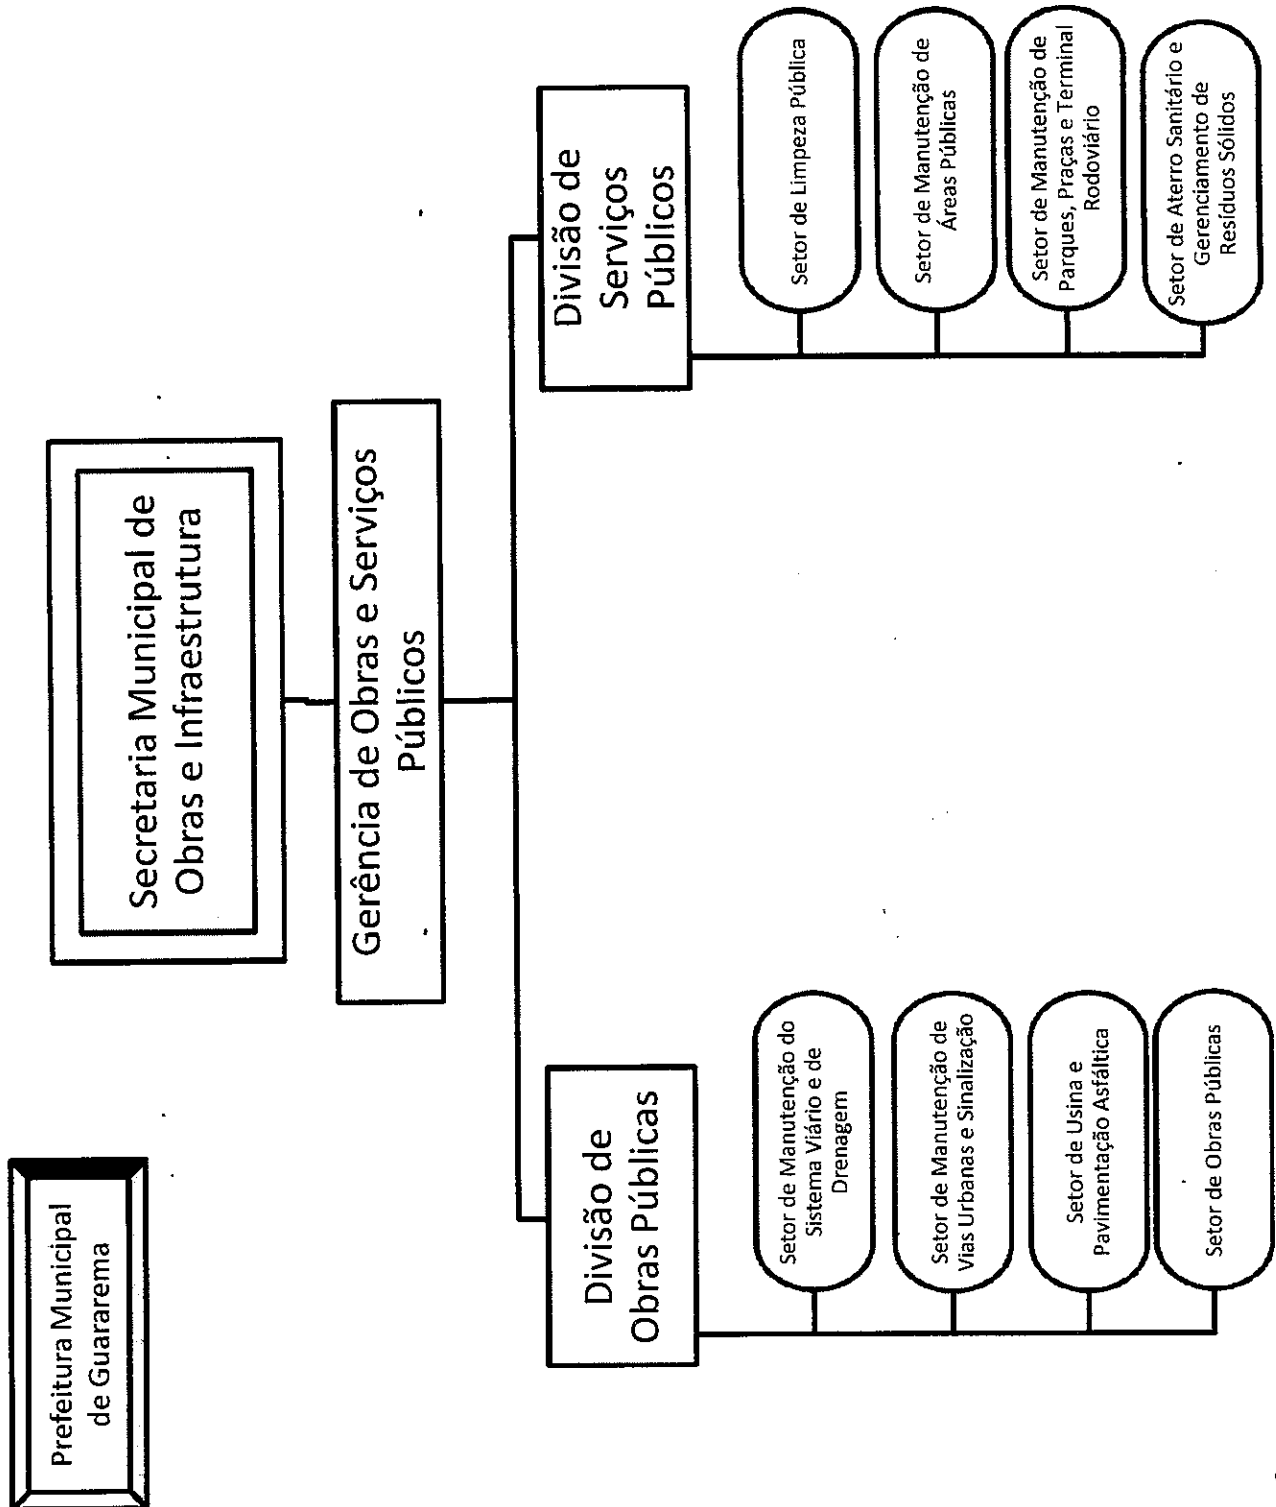 Prefeitura Municipal
de Guararema
Secretaria Municipal de
Obras e Infraestrutura
Gerência de Obras e Serviços
Públicos
Divisão de
Obras Públicas
Setor de Manutenção do
Sistema Viário e de
Drenagem
Setor de Manutenção de
Vias Urbanas e Sinalização
Setor de Usina e
Pavimentação Asfáltica
Setor de Obras Públicas
Divisão de
Serviços
Públicos
Setor de Limpeza Pública
Setor de Manutenção de
Áreas Públicas
Setor de Manutenção de
Parques, Praças e Terminal
Rodoviário
Setor de Aterro Sanitário e
Gerenciamento de
Resíduos Sólidos